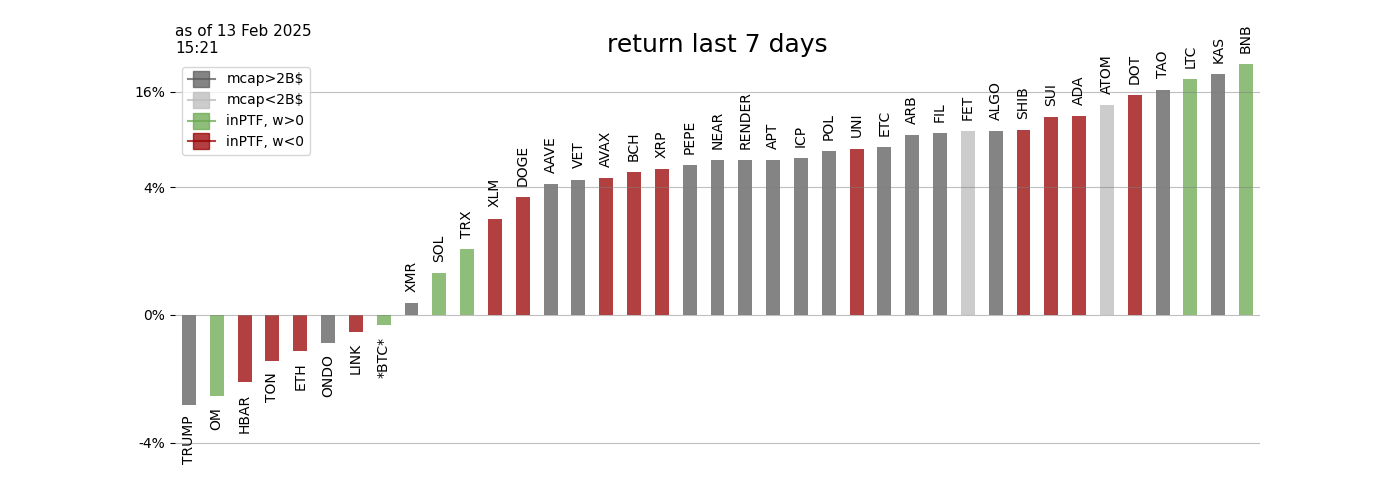 as of 13 Feb 2025
15:21
return last 7 days
mcap>2B$
mcap<2B$
inPTF, w>0
inPTF, w<0
16%
4%
0%
-4%
TRUMP
OM
HBAR
TON
ETH
ONDO
LINK
*BTC*
XMR
SOL
TRX
XLM
DOGE
AAVE
VET
AVAX
BCH
XRP
PEPE
NEAR
RENDER
APT
ICP
POL
UNI
ETC
ARB
FIL
FET
ALGO
SHIB
SUI
ADA
ATOM
DOT
TAO
LTC
KAS
BNB